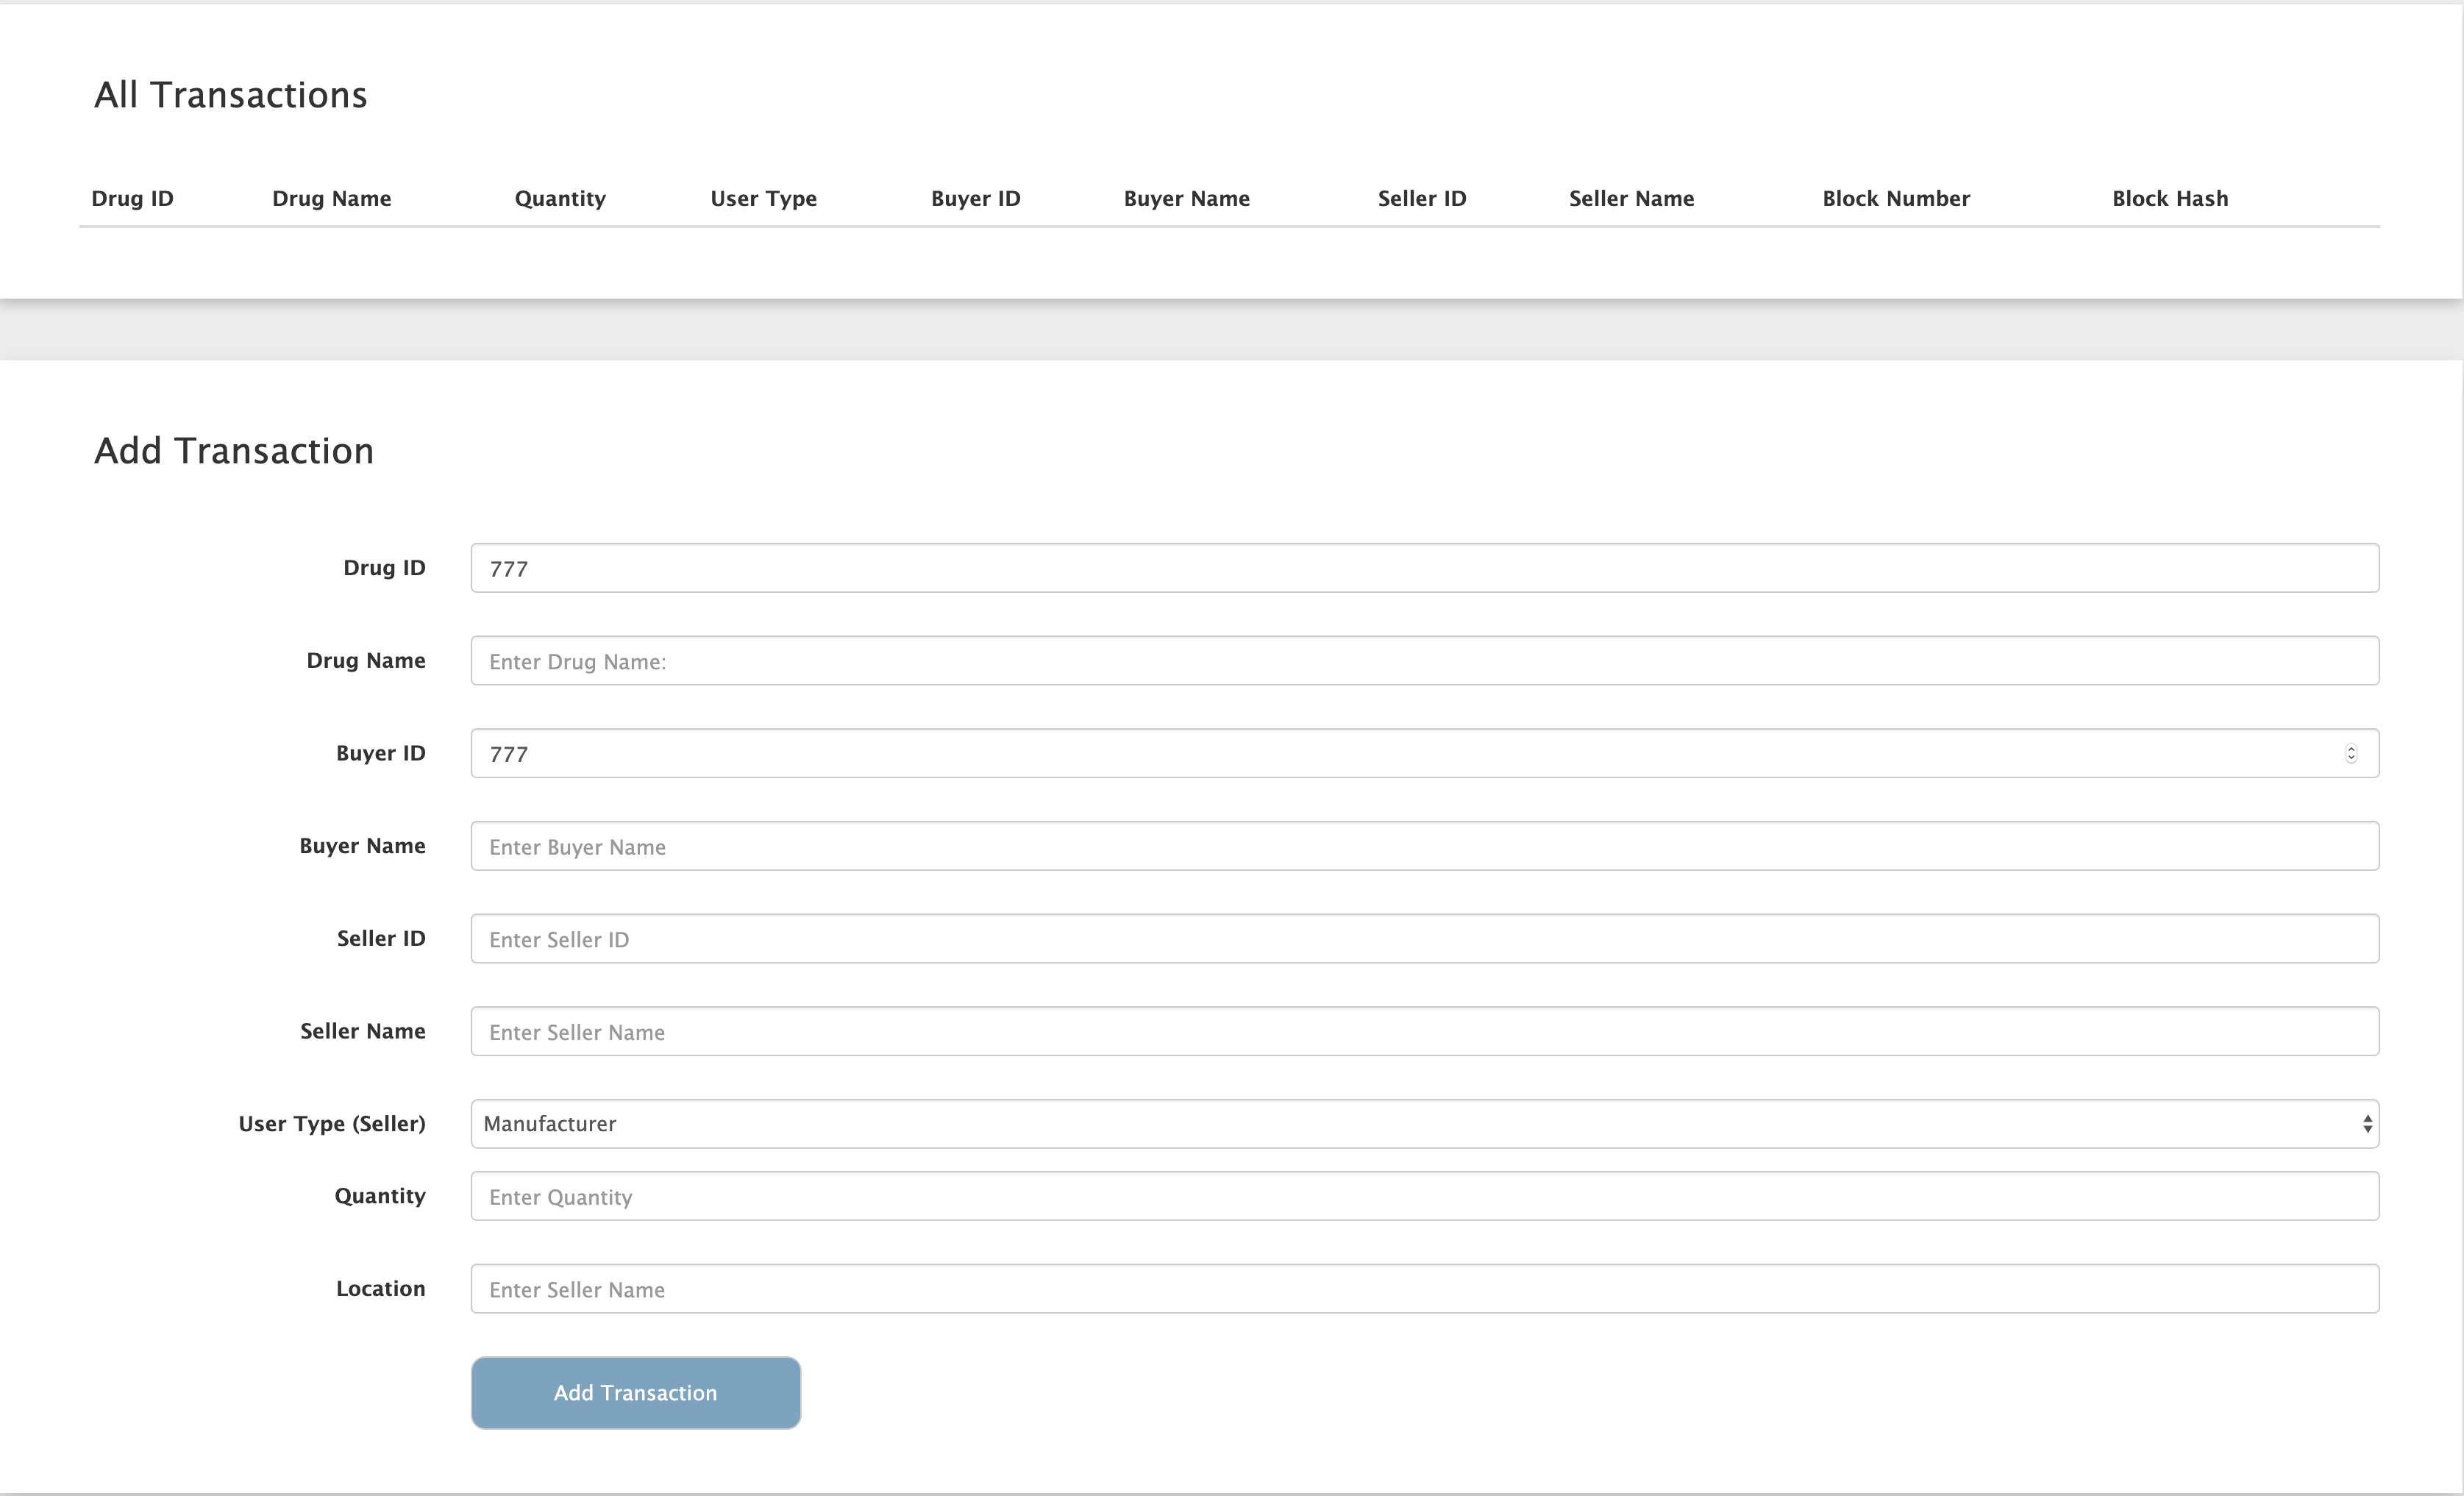 All Transactions
Drug ID Drug Name Quantity User Type Buyer ID Buyer Name Seller ID Seller Name Block Number Block Hash
Add Transaction
Drug ID 777
Drug Name Enter Drug Name:
Buyer ID 777
Buyer Name Enter Buyer Name
Seller ID Enter Seller ID
Seller Name Enter Seller Name
User Type (Seller) Manufacturer
Quantity Enter Quantity
Location Enter Seller Name
Add Transaction